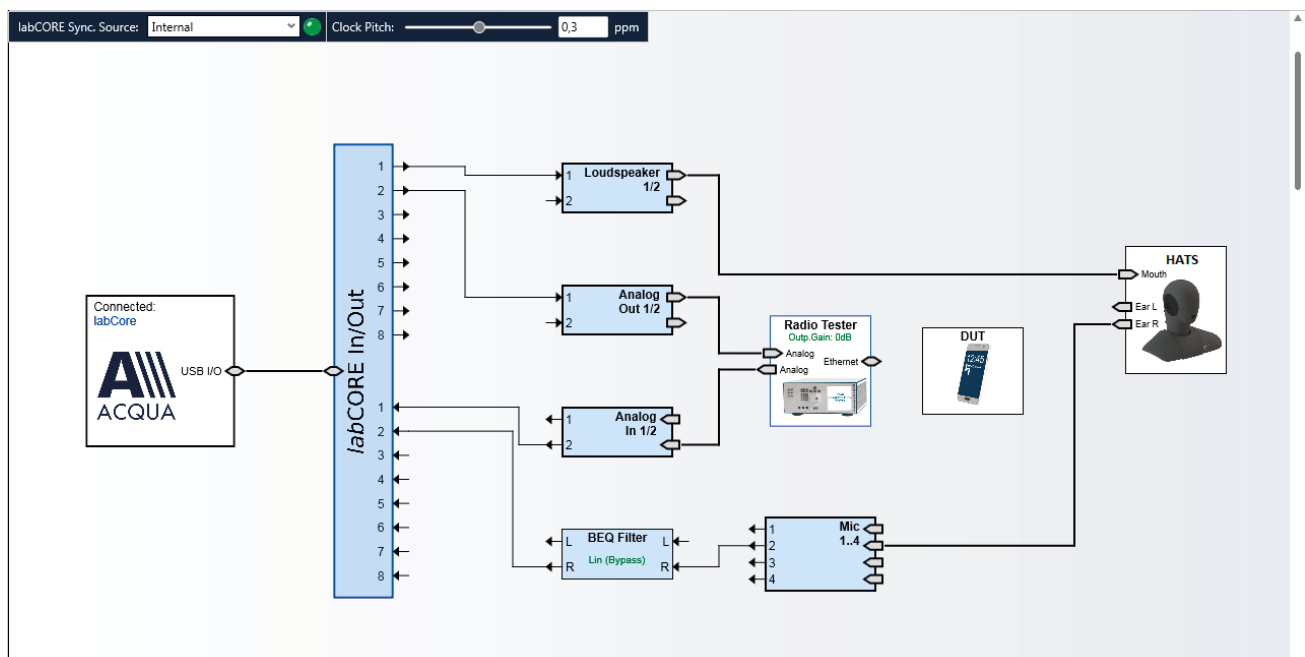 labCORE Sync. Source: Internal Clock Pitch: 0,3 ppm
labCORE In/Out
1
2
3
4
5
6
7
8
1
2
3
4
5
6
7
8
Connected:
labCore
USB I/O
ACQUA
Loudspeaker
1/2
1
2
Analog
Out 1/2
1
2
Analog
In 1/2
1
2
BEQ Filter
L L
Lin (Bypass)
R R
Radio Tester
Outp.Gain: 0dB
Analog
Ethernet
Analog
Mic
1..4
1
2
3
4
DUT
12:45
HATS
Mouth
Ear L
Ear R